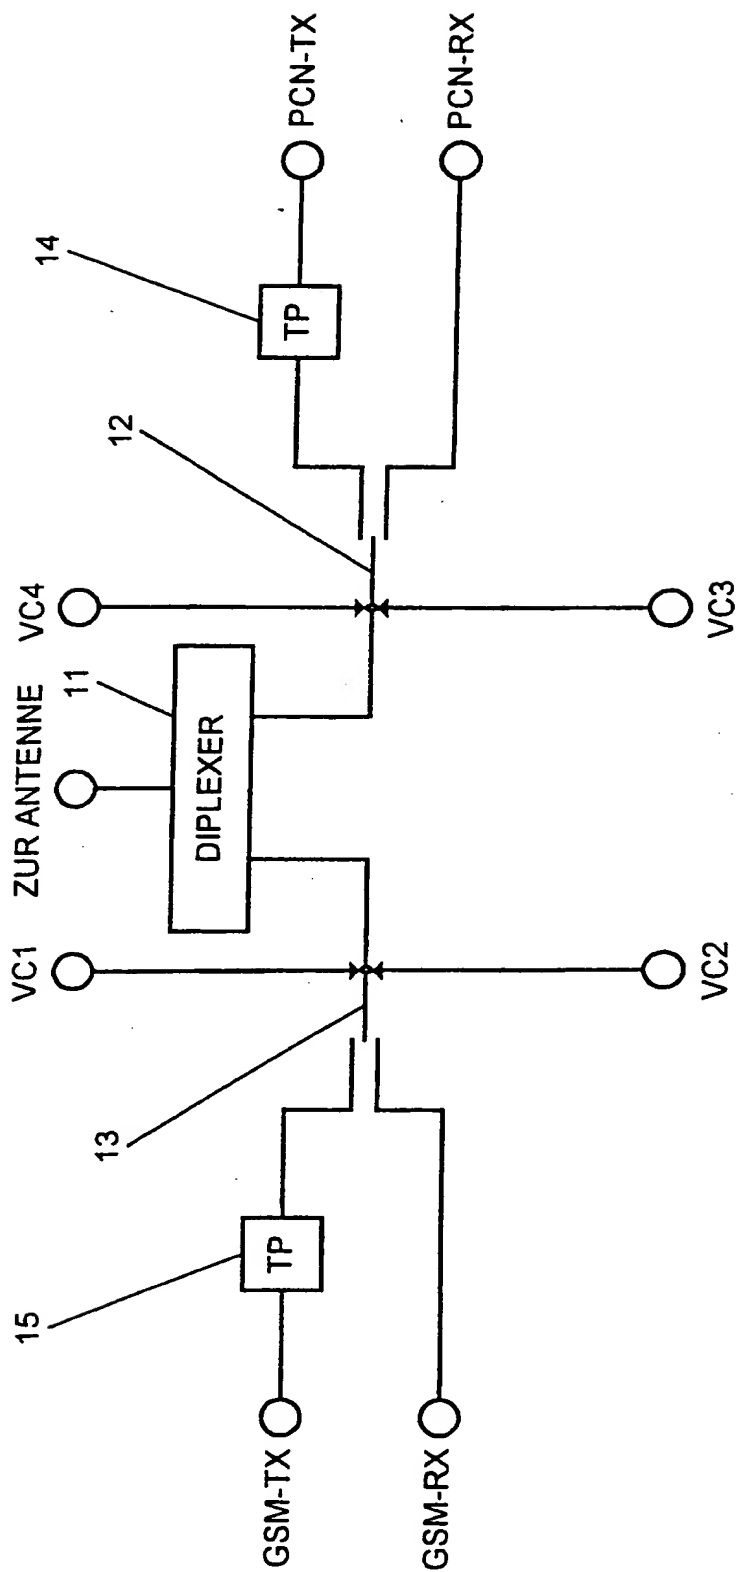 ZUR ANTENNE
VC1
VC4
11
DIPLEXER
15
13
12
14
TP
TP
GSM-TX
PCN-TX
GSM-RX
PCN-RX
VC2
VC3